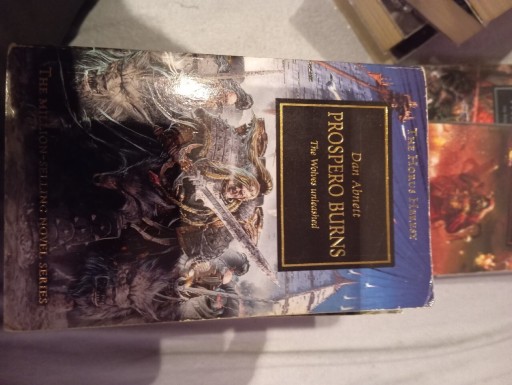 THE HORUS HERESY
Dan Abnett
PROSPERO BURNS
The Wolves unleashed
THE MILLION SELLING NOVEL SERIES